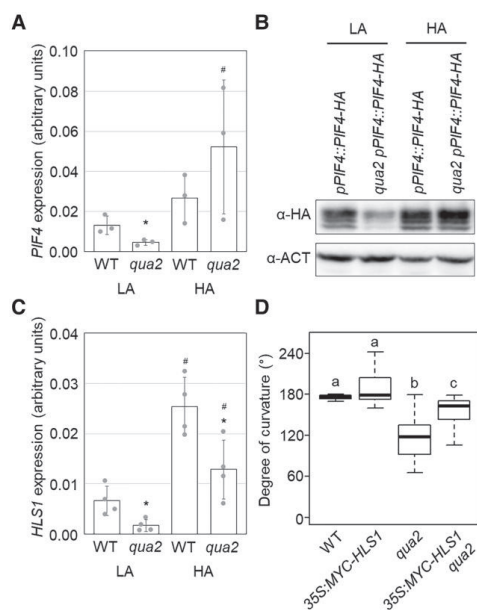 A
PIF4 expression (arbitrary units)
0.10
0.08
0.06
0.04
0.02
0.00
*
#
WT qua2 WT qua2
LA HA
B
LA HA
pPIF4::PIF4-HA
qua2 pPIF4::PIF4-HA
pPIF4::PIF4-HA
qua2 pPIF4::PIF4-HA
α-HA
α-ACT
C
HLS1 expression (arbitrary units)
0.04
0.03
0.02
0.01
0.00
*
#
#
*
WT qua2 WT qua2
LA HA
D
Degree of curvature (°)
240
180
120
60
0
a
a
b
c
WT
35S:MYC-HLS1
qua2
35S:MYC-HLS1
qua2